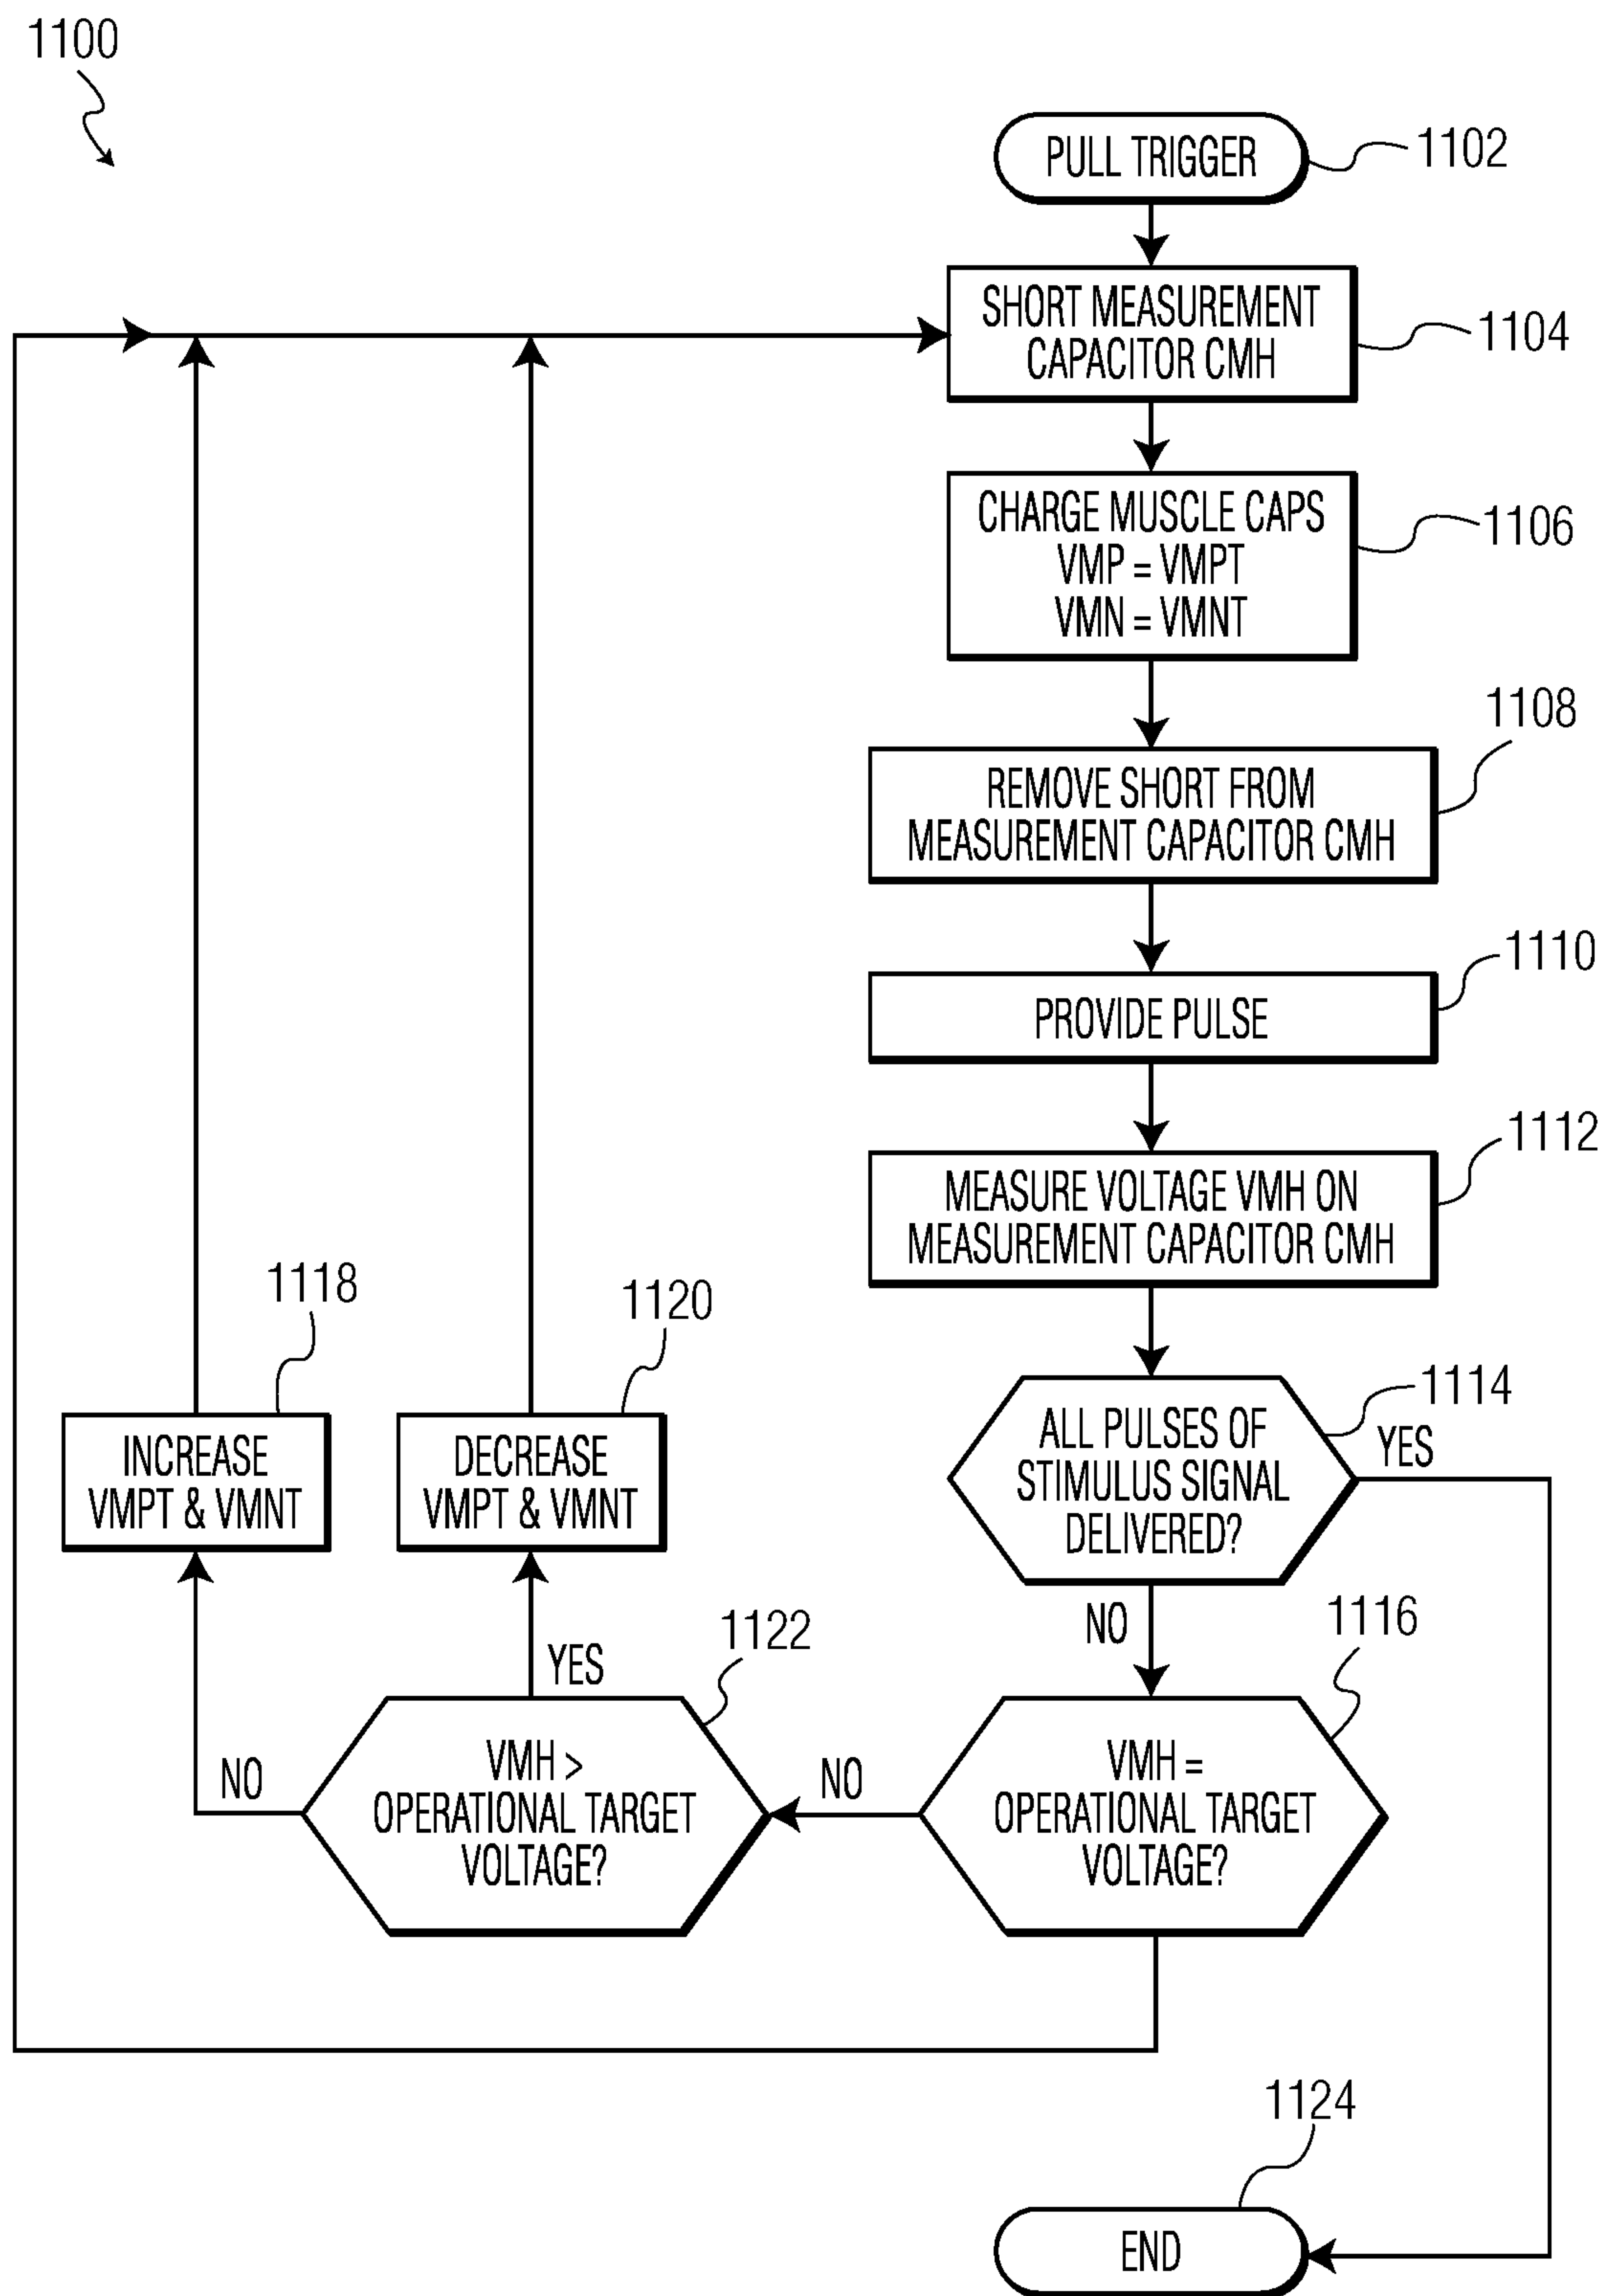 1100
PULL TRIGGER
1102
SHORT MEASUREMENT
CAPACITOR CMH
1104
CHARGE MUSCLE CAPS
VMP = VMPT
VMN = VMNT
1106
1108
REMOVE SHORT FROM
MEASUREMENT CAPACITOR CMH
1110
PROVIDE PULSE
1112
MEASURE VOLTAGE VMH ON
MEASUREMENT CAPACITOR CMH
1114
ALL PULSES OF
STIMULUS SIGNAL
DELIVERED?
YES
NO
1116
VMH =
OPERATIONAL TARGET
VOLTAGE?
NO
1122
VMH >
OPERATIONAL TARGET
VOLTAGE?
YES
NO
1118
INCREASE
VMPT & VMNT
1120
DECREASE
VMPT & VMNT
1124
END